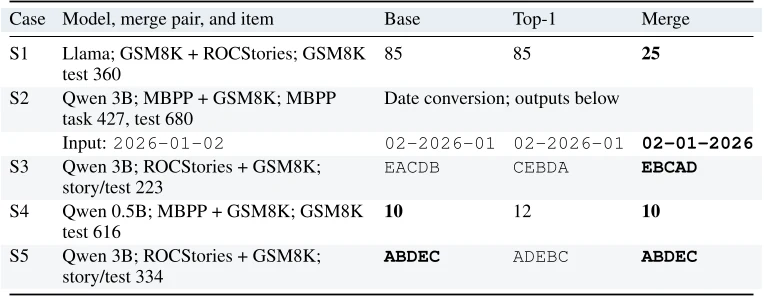 Case Model, merge pair, and item Base Top-1 Merge
S1 Llama; GSM8K + ROCStories; GSM8K 85 85 25
test 360
S2 Qwen 3B; MBPP + GSM8K; MBPP Date conversion; outputs below
task 427, test 680
Input: 2026-01-02 02-2026-01 02-2026-01 02-01-2026
S3 Qwen 3B; ROCStories + GSM8K; EACDB CEBDA EBCAD
story/test 223
S4 Qwen 0.5B; MBPP + GSM8K; GSM8K 10 12 10
test 616
S5 Qwen 3B; ROCStories + GSM8K; ABDEC ADEBC ABDEC
story/test 334